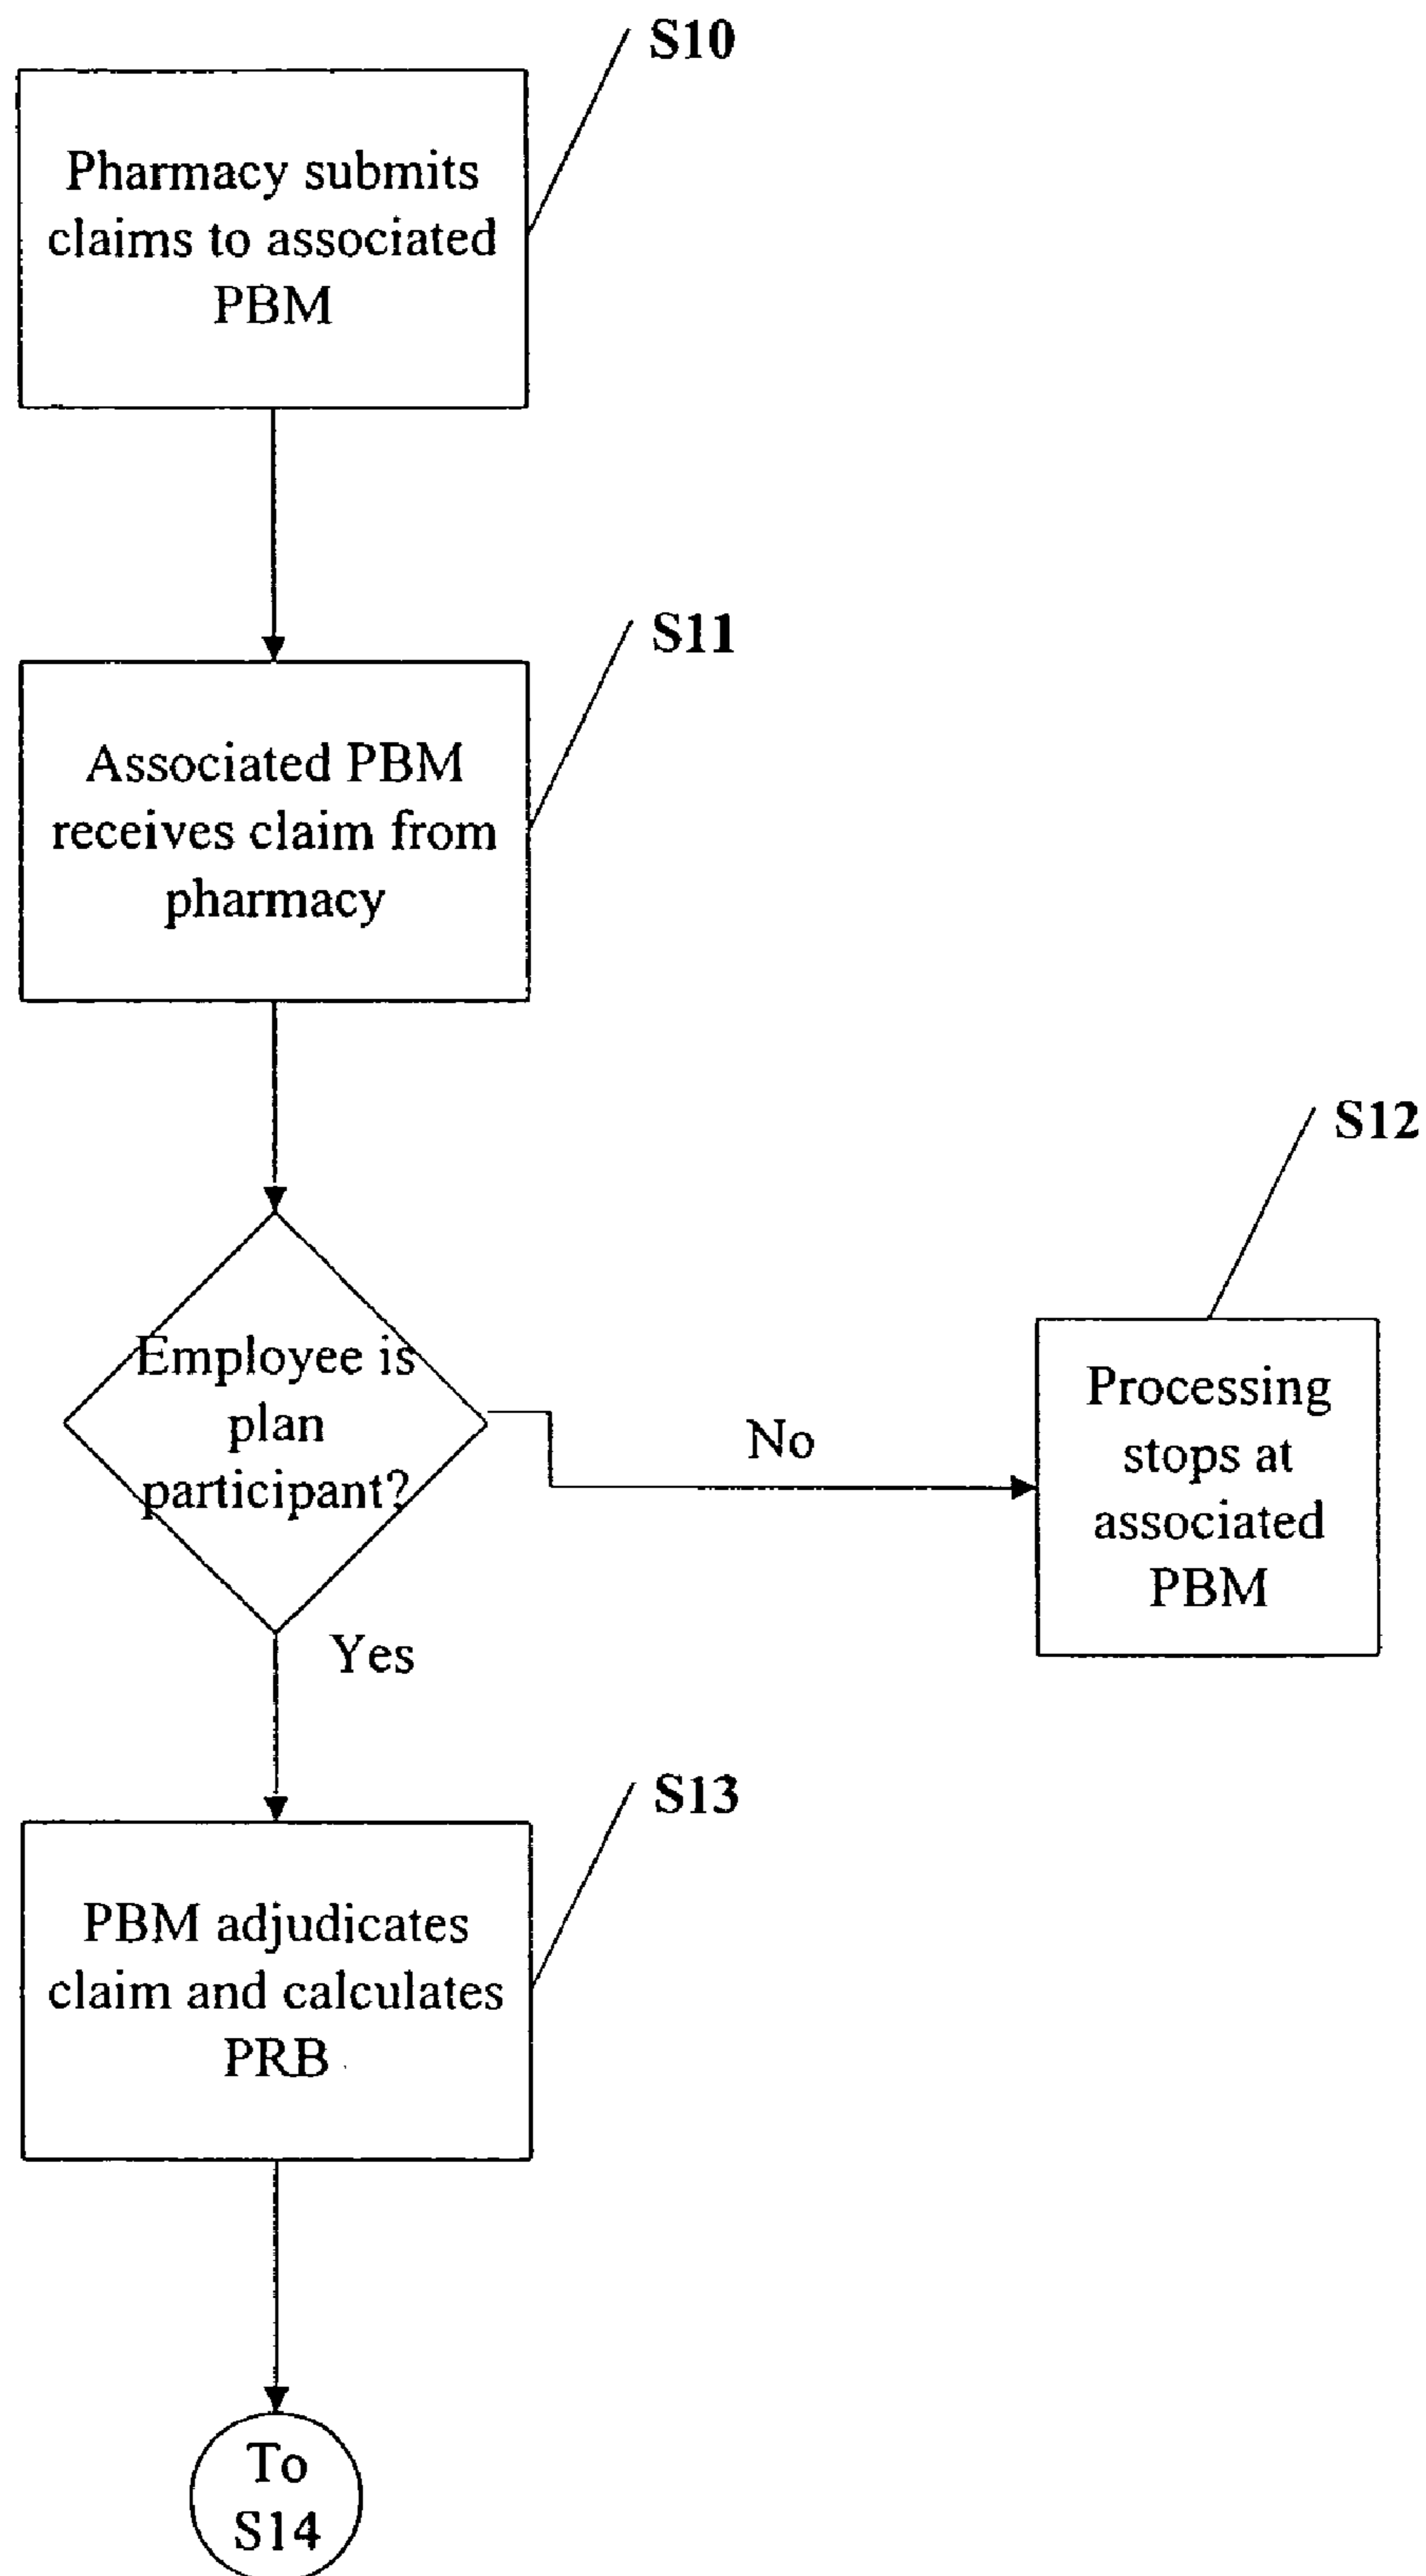 S10
Pharmacy submits
claims to associated
PBM
S11
Associated PBM
receives claim from
pharmacy
S12
Employee is
plan
participant?
No
Processing
stops at
associated
PBM
Yes
S13
PBM adjudicates
claim and calculates
PRB
To
S14